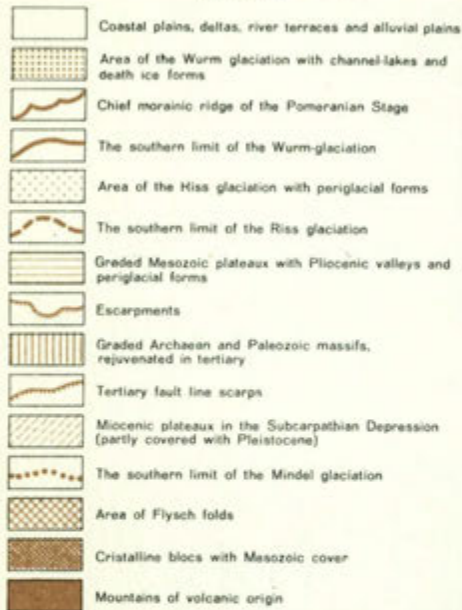 Coastal plains, deltas, river terraces and alluvial plains
Area of the Wurm glaciation with channel-lakes and
death ice forms
Chief morainic ridge of the Pomeranian Stage
The southern limit of the Wurm-glaciation
Area of the Riss glaciation with periglacial forms
The southern limit of the Riss glaciation
Graded Mesozoic plateaux with Pliocenic valleys and
periglacial forms
Escarpments
Graded Archaean and Paleozoic massifs,
rejuvenated in tertiary
Tertiary fault line scarps
Miocenic plateaux in the Subcarpathian Depression
(partly covered with Pleistocene)
The southern limit of the Mindel glaciation
Area of Flysch folds
Cristalline blocs with Mesozoic cover
Mountains of volcanic origin